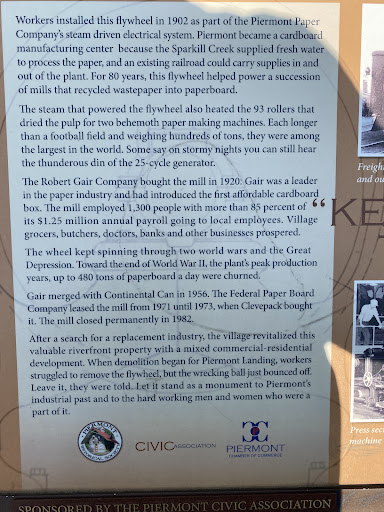 Workers installed this flywheel in 1902 as part of the Piermont Paper
Company's steam driven electrical system. Piermont became a cardboard
manufacturing center because the Sparkill Creek supplied fresh water
to process the paper, and an existing railroad could carry supplies in and
out of the plant. For 80 years, this flywheel helped power a succession
of mills that recycled wastepaper into paperboard.
The steam that powered the flywheel also heated the 93 rollers that
dried the pulp for two behemoth paper making machines. Each longer
than a football field and weighing hundreds of tons, they were among
the largest in the world. Some say on stormy nights you can still hear
the thunderous din of the 25-cycle generator.
The Robert Gair Company bought the mill in 1920. Gair was a leader
in the paper industry and had introduced the first affordable cardboard
box. The mill employed 1,300 people with more than 85 percent of
its $1.25 million annual payroll going to local employees. Village
grocers, butchers, doctors, banks and other businesses prospered.
The wheel kept spinning through two world wars and the Great
Depression. Toward the end of World War II, the plant's peak production
years, up to 480 tons of paperboard a day were churned.
Gair merged with Continental Can in 1956. The Federal Paper Board
Company leased the mill from 1971 until 1973, when Clevepack bought
it. The mill closed permanently in 1982.
After a search for a replacement industry, the village revitalized this
valuable riverfront property with a mixed commercial-residential
development. When demolition began for Piermont Landing, workers
struggled to remove the flywheel, but the wrecking ball just bounced off.
Leave it, they were told. Let it stand as a monument to Piermont's
industrial past and to the hard working men and women who were a
part of it.
PIERMONT
CIVIC ASSOCIATION
PIERMONT
CHAMBER OF COMMERCE
SPONSORED BY THE PIERMONT CIVIC ASSOCIATION
Freigh
and ou
“KE
Press sec
machine